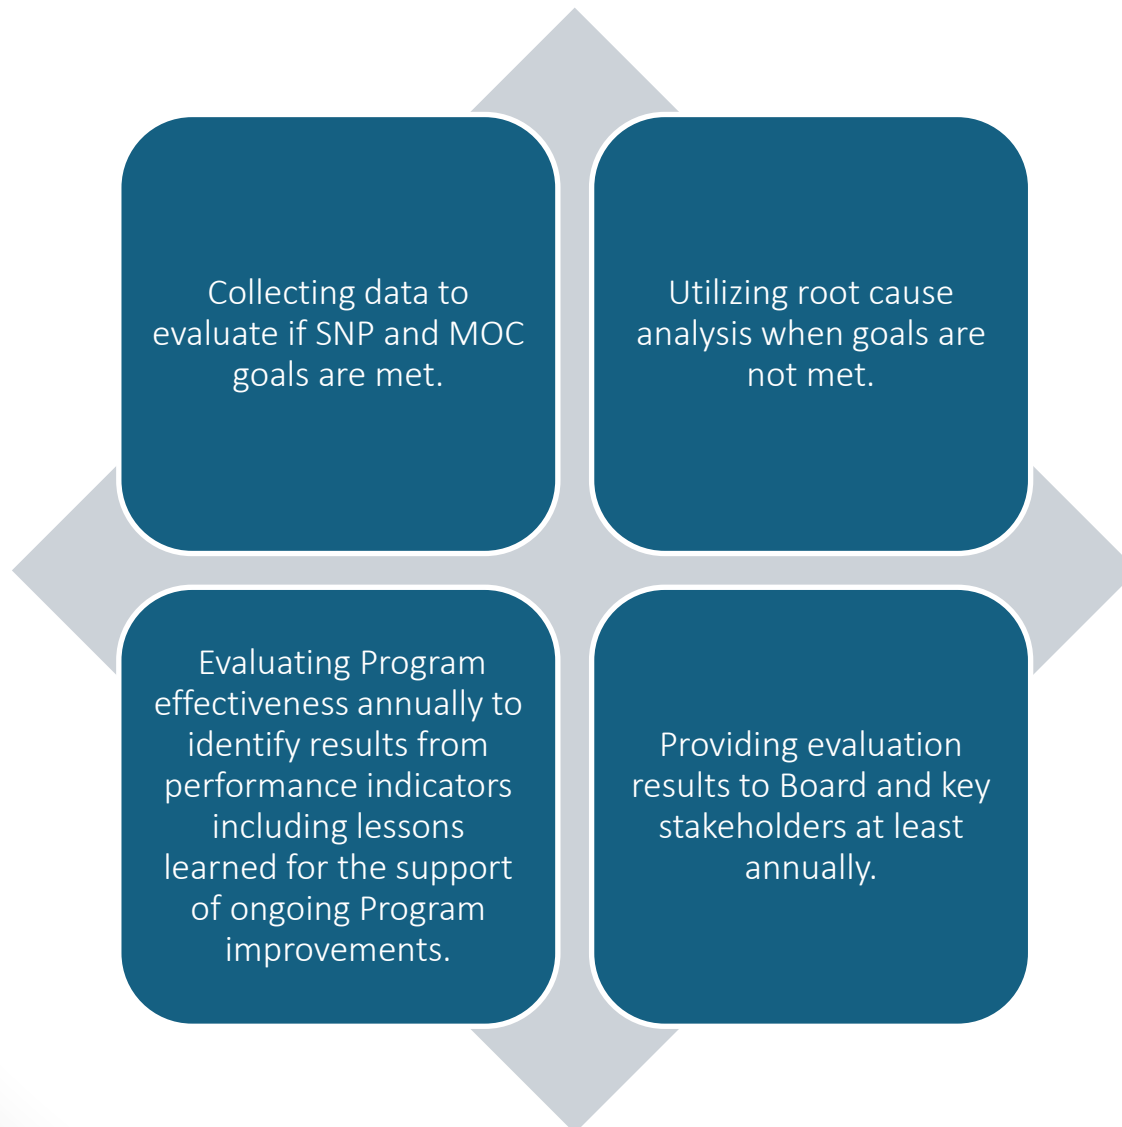 Collecting data to
evaluate if SNP and MOC
goals are met.
Utilizing root cause
analysis when goals are
not met.
Evaluating Program
effectiveness annually to
identify results from
performance indicators
including lessons
learned for the support
of ongoing Program
improvements.
Providing evaluation
results to Board and key
stakeholders at least
annually.